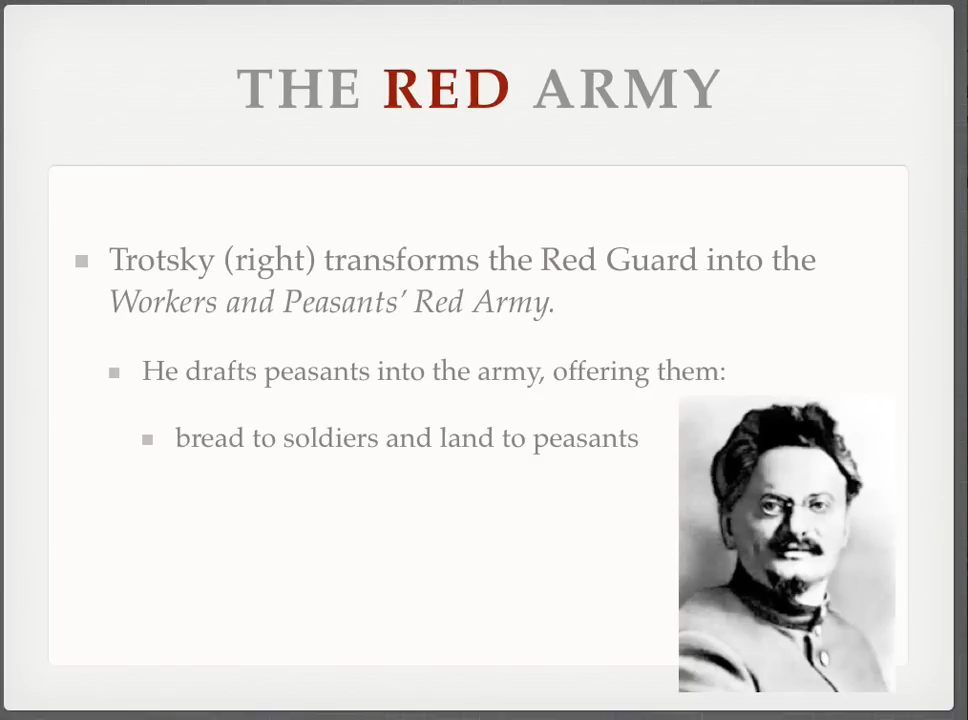 THE RED ARMY
Trotsky (right) transforms the Red Guard into the
Workers and Peasants’ Red Army.
He drafts peasants into the army, offering them:
bread to soldiers and land to peasants